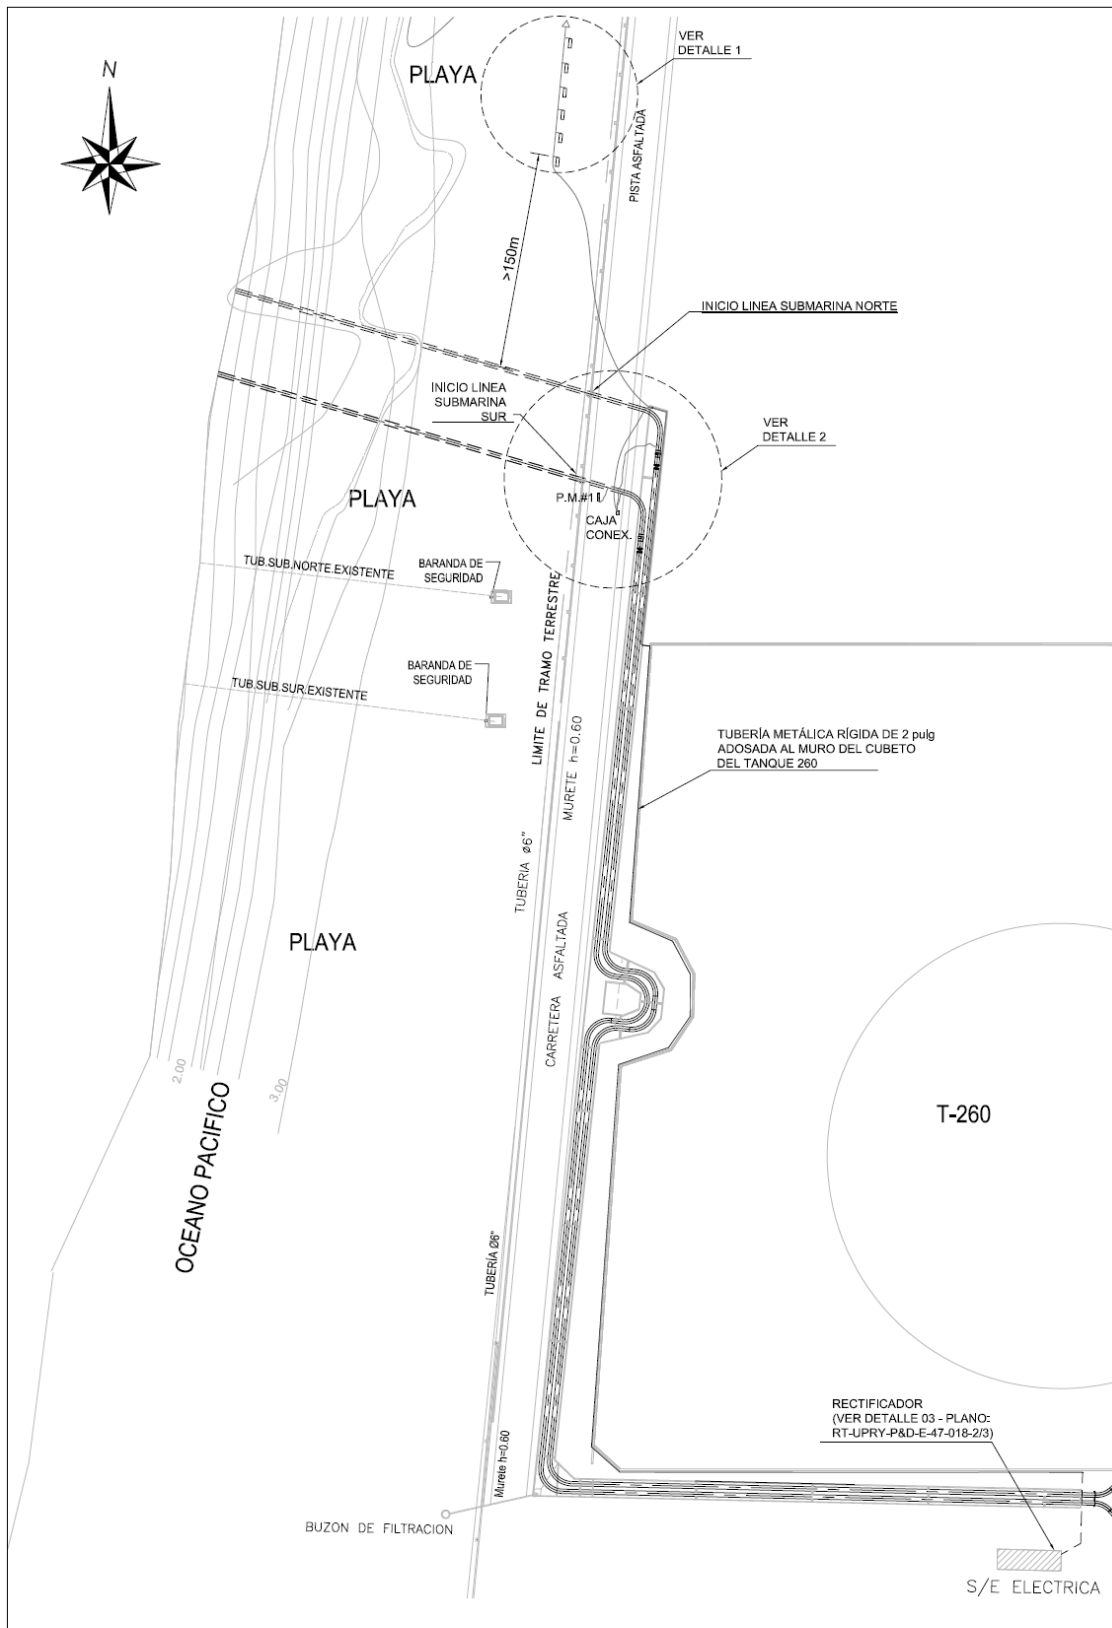 VER
DETALLE 1
N
PLAYA
PISTA ASFALTADA
>150m
INICIO LINEA SUBMARINA NORTE
INICIO LINEA
SUBMARINA
SUR
VER
DETALLE 2
PLAYA
P.M.#1
CAJA
CONEX.
TUB.SUB.NORTE.EXISTENTE
BARANDA DE
SEGURIDAD
LIMITE DE TRAMO TERRESTRE
BARANDA DE
SEGURIDAD
TUB.SUB.SUR.EXISTENTE
MURETE h=0.60
TUBERÍA METÁLICA RÍGIDA DE 2 pulg
ADOSADA AL MURO DEL CUBETO
DEL TANQUE 260
TUBERIA ø6"
PLAYA
CARRETERA ASFALTADA
2.00
3.00
OCEANO PACIFICO
T-260
TUBERÍA Ø6"
RECTIFICADOR
(VER DETALLE 03 - PLANO:
RT-UPRY-P&D-E-47-018-2/3)
Murete h=0.60
BUZON DE FILTRACION
S/E ELECTRICA